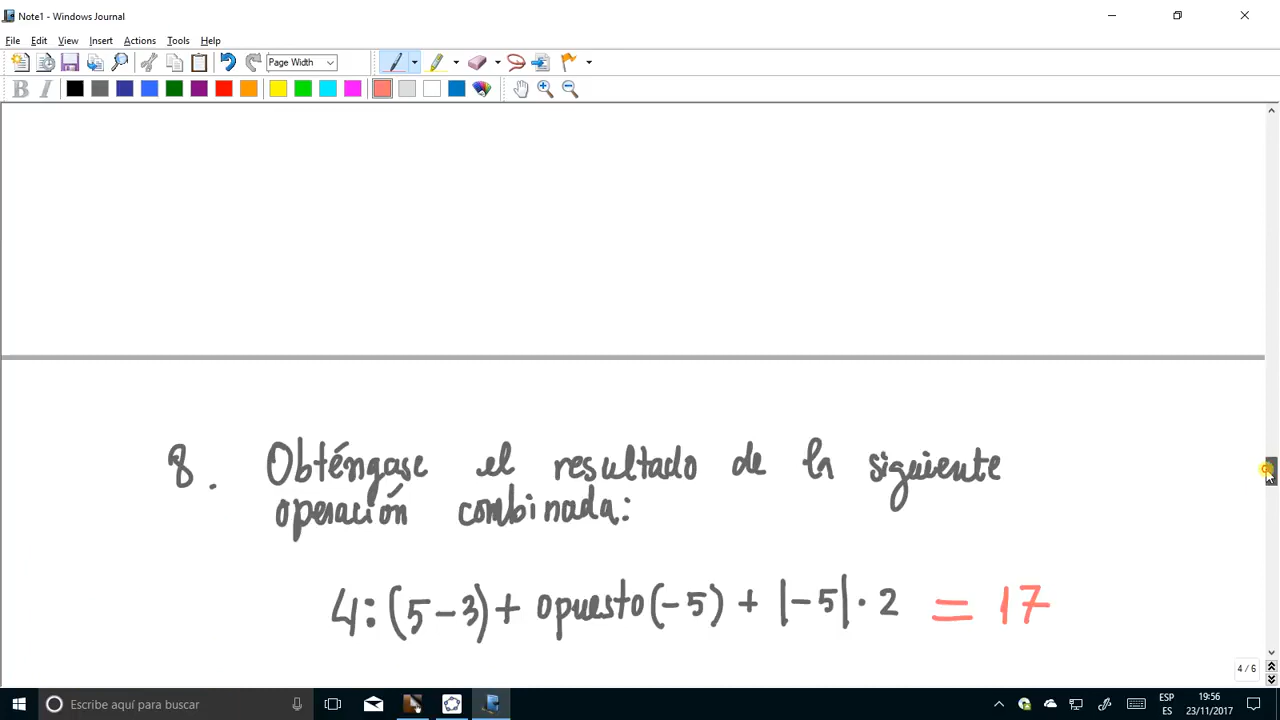 Note1 - Windows Journal
File Edit View Insert Actions Tools Help
Page Width
B I
8. Obténgase el resultado de la siguiente
operación combinada:
4:(5-3)+ opuesto(-5) + |-5|·2 = 17
4 / 6
Escribe aquí para buscar
ESP
ES
19:56
23/11/2017